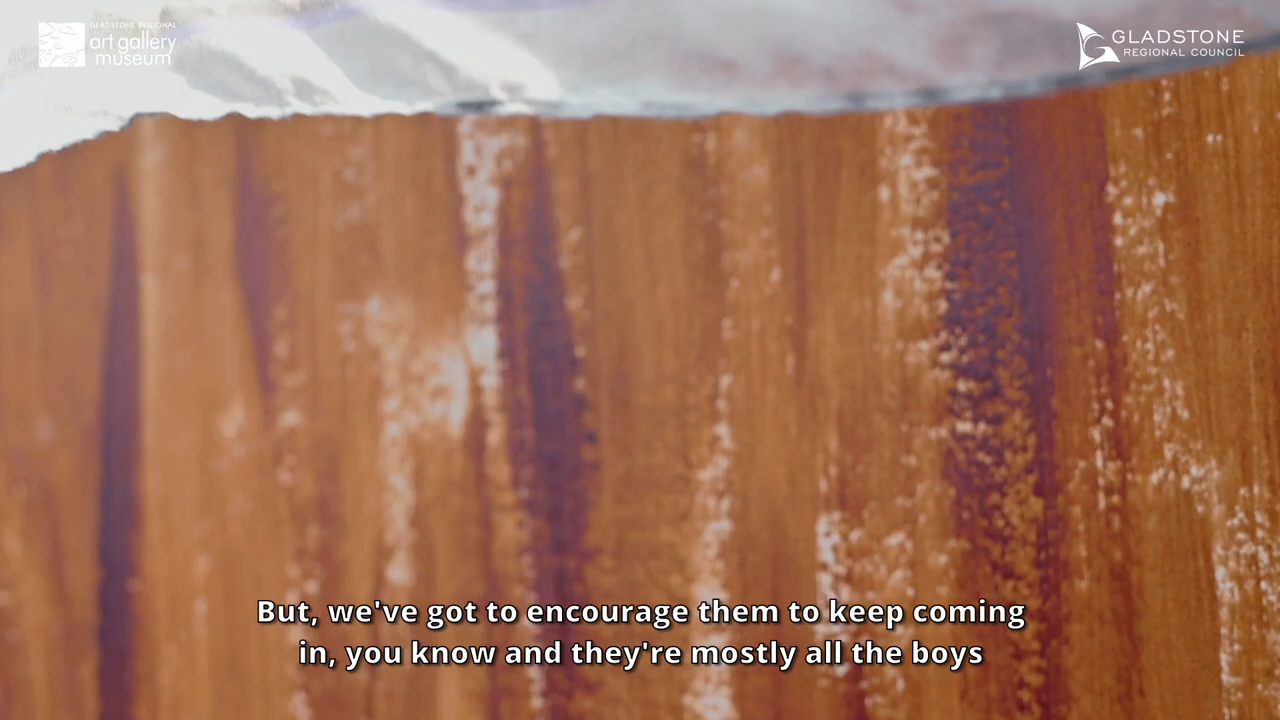 GLADSTONE REGIONAL
art gallery
museum
GLADSTONE
REGIONAL COUNCIL
But, we've got to encourage them to keep coming
in, you know and they're mostly all the boys